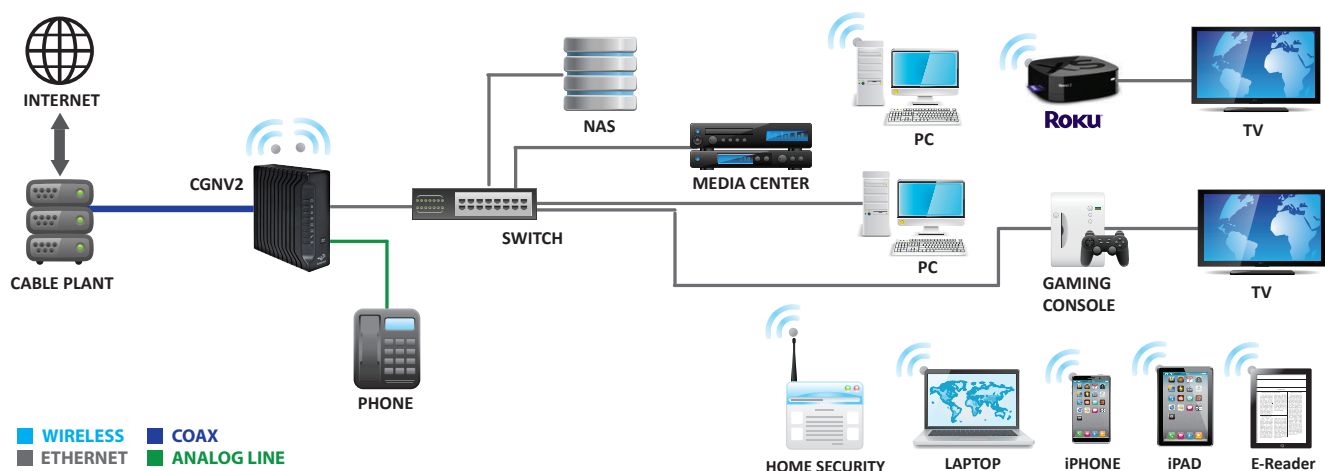 INTERNET
CGNV2
CABLE PLANT
PHONE
SWITCH
NAS
MEDIA CENTER
PC
ROKU
XS
TV
PC
GAMING
CONSOLE
TV
HOME SECURITY
LAPTOP
iPHONE
iPAD
E-Reader
WIRELESS
COAX
ETHERNET
ANALOG LINE